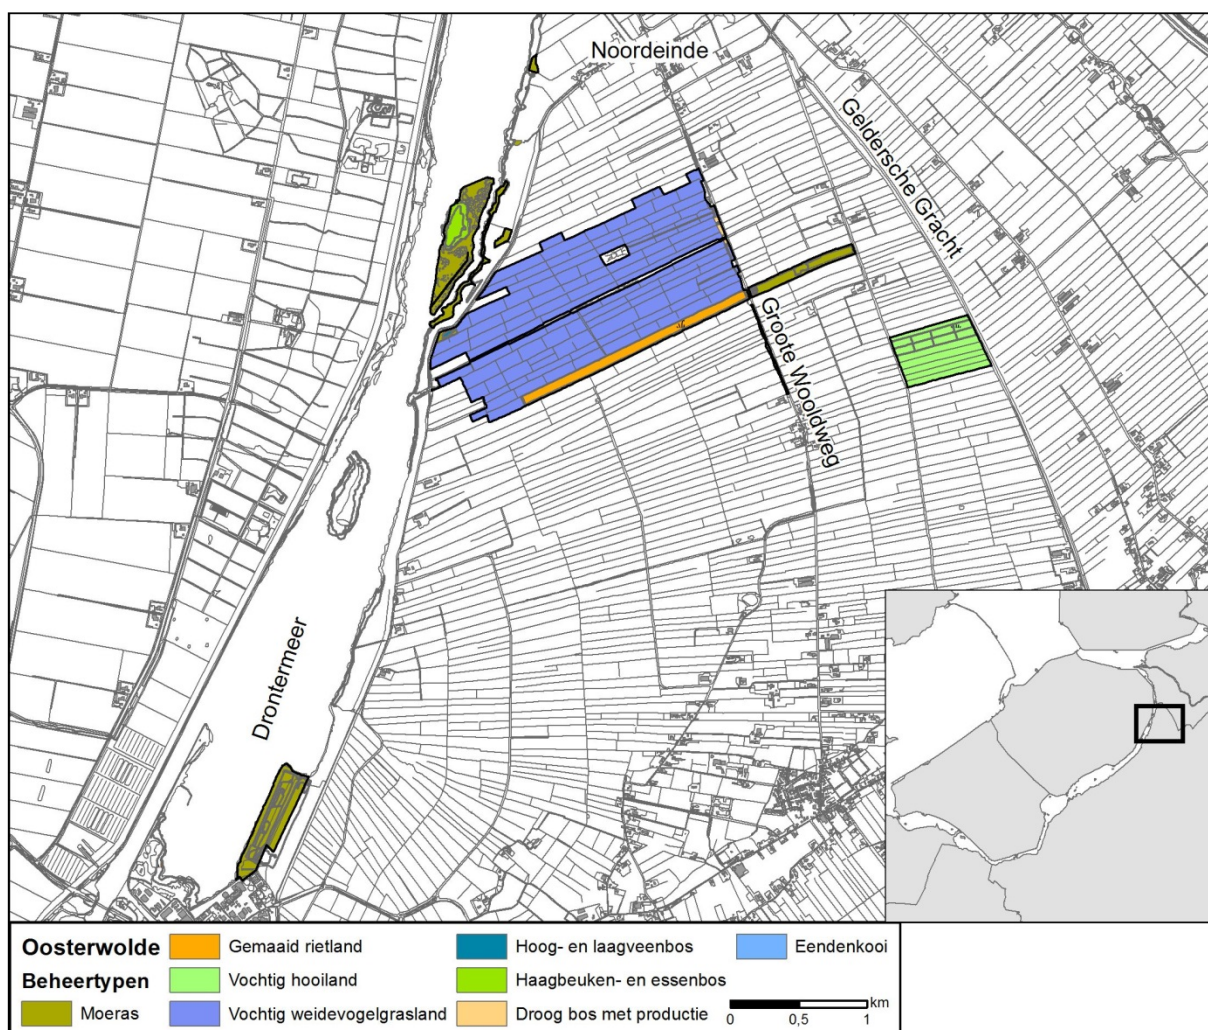 Noordeinde
Geldersche Gracht
Groote Wooldweg
Drontermeer
Oosterwolde
Beheertypen
Moeras
Gemaaid rietland
Vochtig hooiland
Vochtig weidevogelgrasland
Hoog- en laagveenbos
Haagbeuken- en essenbos
Droog bos met productie
Eendenkooi
km
0 0,5 1